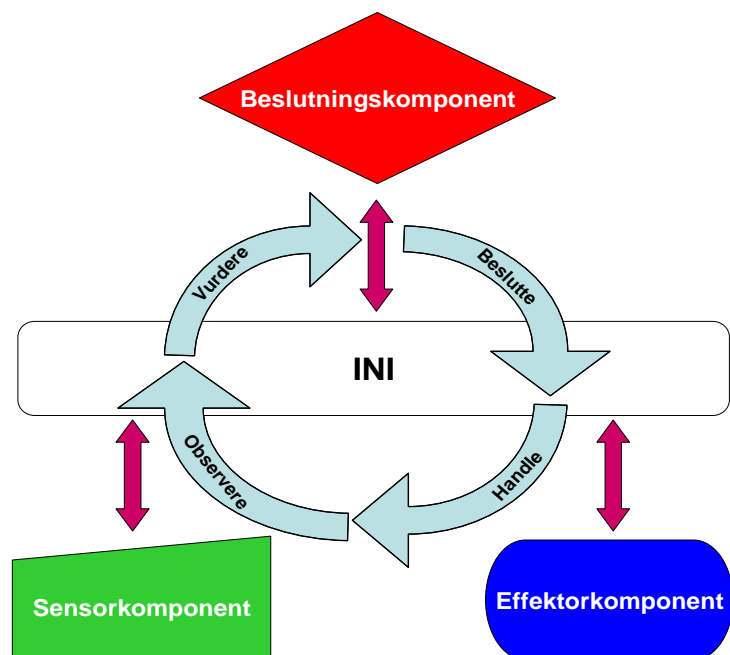 Beslutningskomponent
Vurdere
Beslutte
INI
Observere
Handle
Sensorkomponent
Effektorkomponent